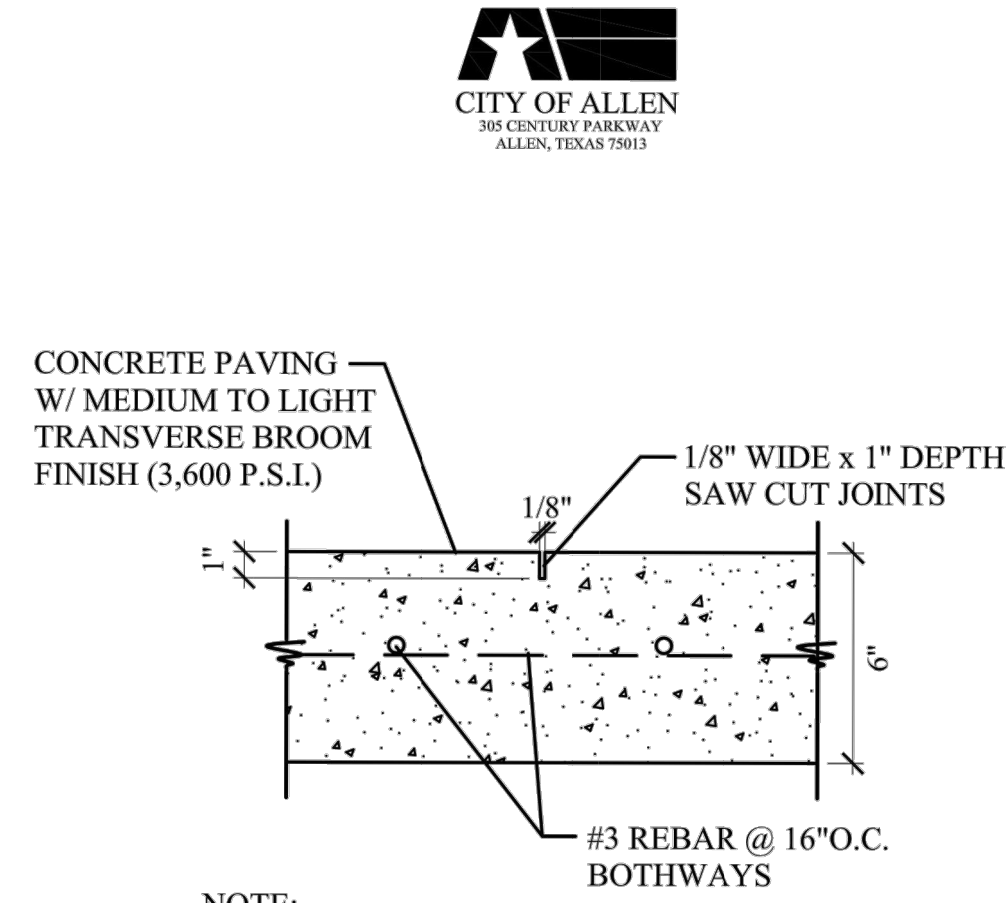 CITY OF ALLEN
305 CENTURY PARKWAY
ALLEN, TEXAS 75013
CONCRETE PAVING
W/ MEDIUM TO LIGHT
TRANSVERSE BROOM
FINISH (3,600 P.S.I.)
1/8" WIDE x 1" DEPTH
SAW CUT JOINTS
1/8"
1"
6"
#3 REBAR @ 16"O.C.
BOTHWAYS
NOTE: